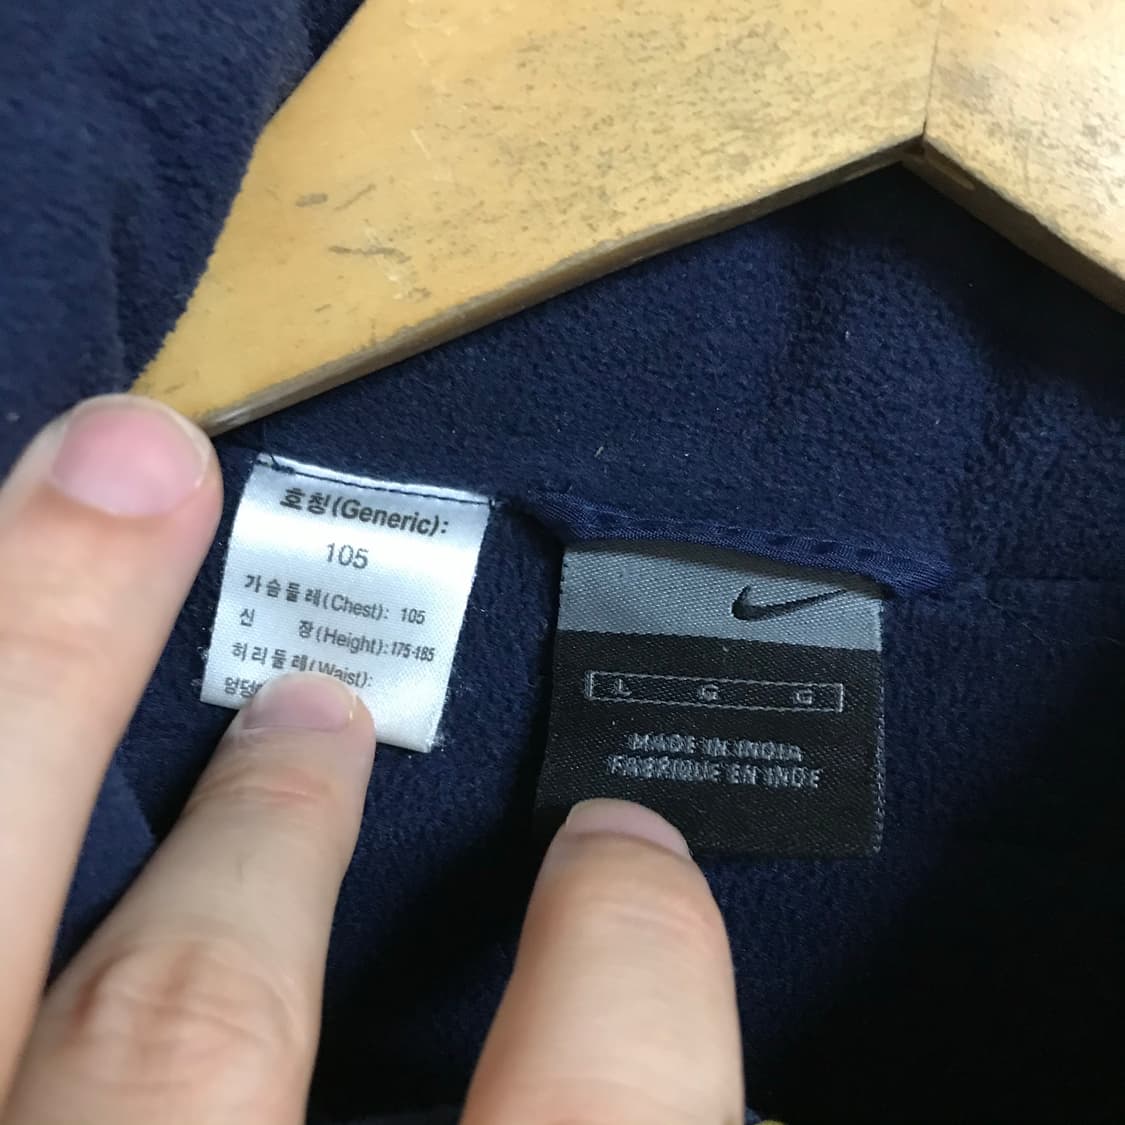 호칭(Generic):
105
가슴둘레(Chest): 105
신 장(Height):175-185
허리둘레(Waist):
L G G
MADE IN INDIA
FABRIQUE EN INDE